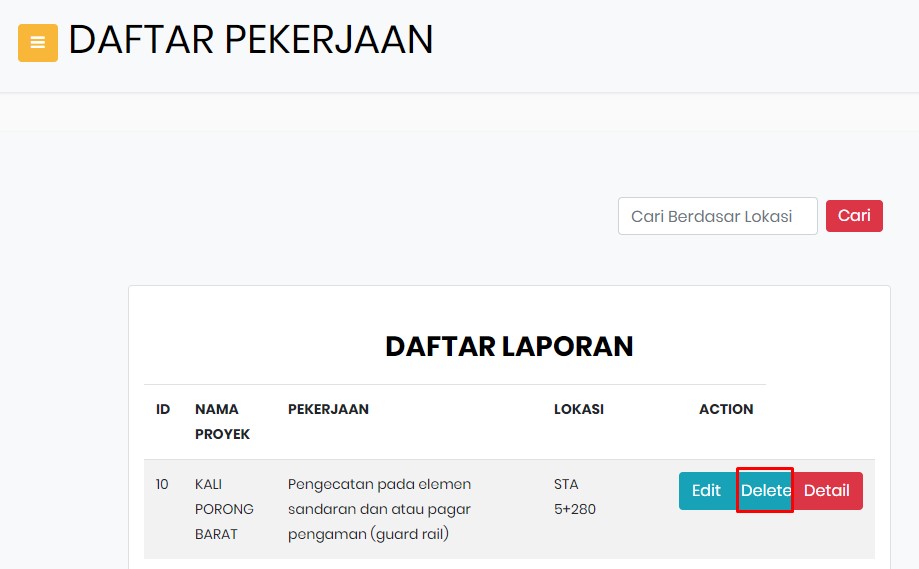 DAFTAR PEKERJAAN
Cari Berdasar Lokasi
Cari
DAFTAR LAPORAN
ID NAMA PROYEK PEKERJAAN LOKASI ACTION
10 KALI PORONG BARAT Pengecatan pada elemen sandaran dan atau pagar pengaman (guard rail) STA 5+280 Edit Delete Detail